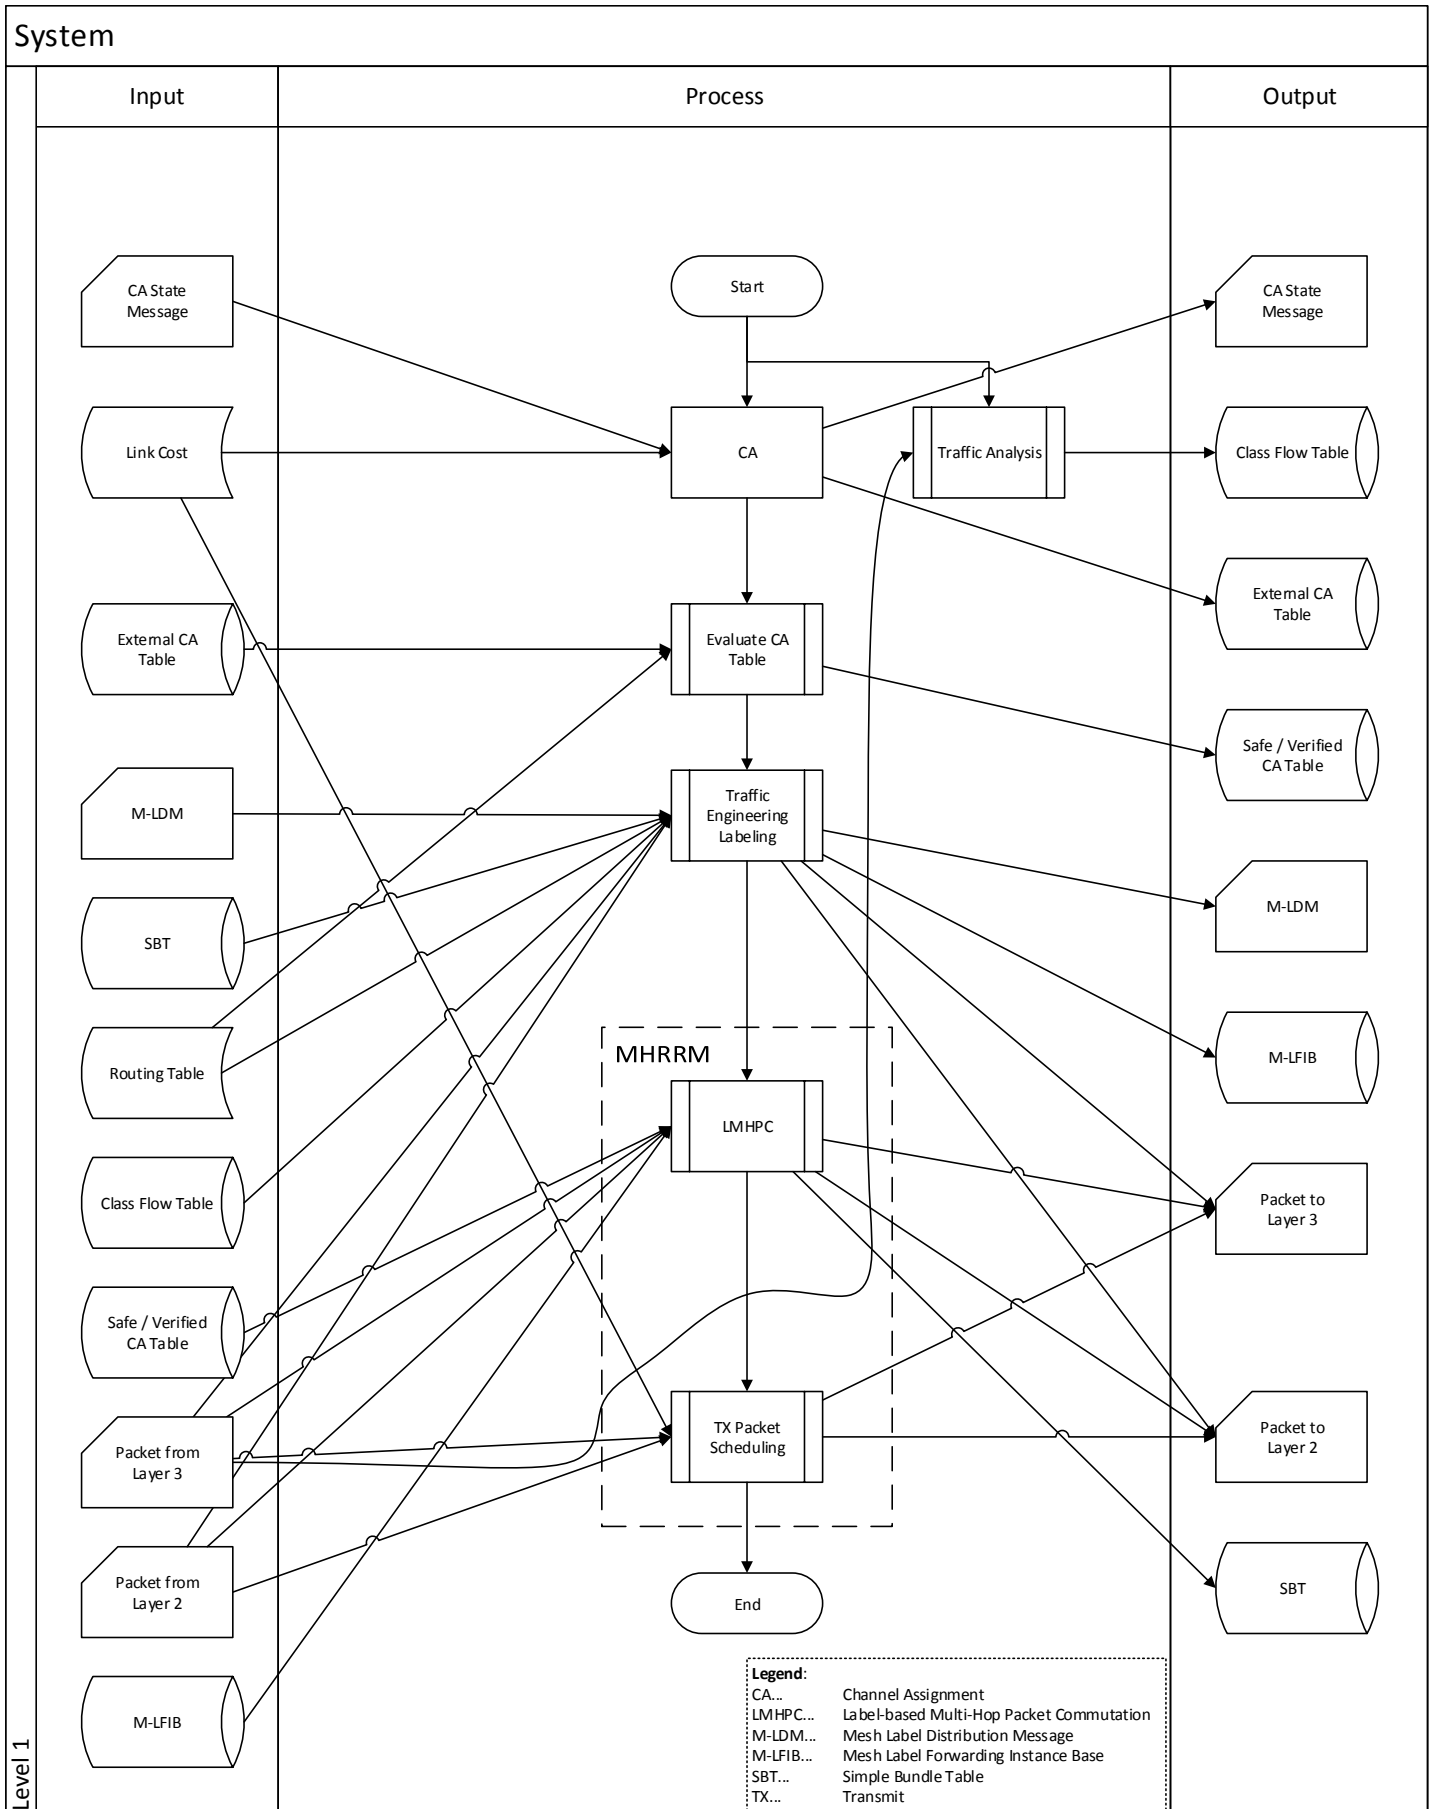 System
Input
Process
Output
CA State
Message
Start
CA State
Message
Link Cost
CA
Traffic Analysis
Class Flow Table
External CA
Table
External CA
Table
Evaluate CA
Table
Safe / Verified
CA Table
M-LDM
Traffic
Engineering
Labeling
M-LDM
SBT
Routing Table
MHRRM
M-LFIB
LMHPC
Class Flow Table
Packet to
Layer 3
Safe / Verified
CA Table
Packet from
Layer 3
TX Packet
Scheduling
Packet to
Layer 2
Packet from
Layer 2
End
SBT
M-LFIB
Level 1
Legend:
CA... Channel Assignment
LMHPC... Label-based Multi-Hop Packet Commutation
M-LDM... Mesh Label Distribution Message
M-LFIB... Mesh Label Forwarding Instance Base
SBT... Simple Bundle Table
TX... Transmit